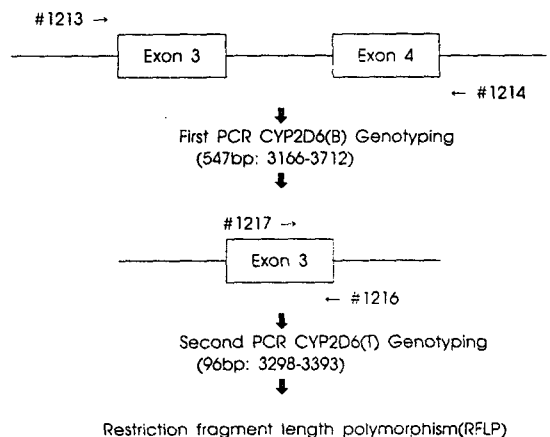 #1213 →
Exon 3
Exon 4
← #1214
First PCR CYP2D6(B) Genotyping
(547bp: 3166-3712)
#1217 →
Exon 3
← #1216
Second PCR CYP2D6(T) Genotyping
(96bp: 3298-3393)
Restriction fragment length polymorphism(RFLP)